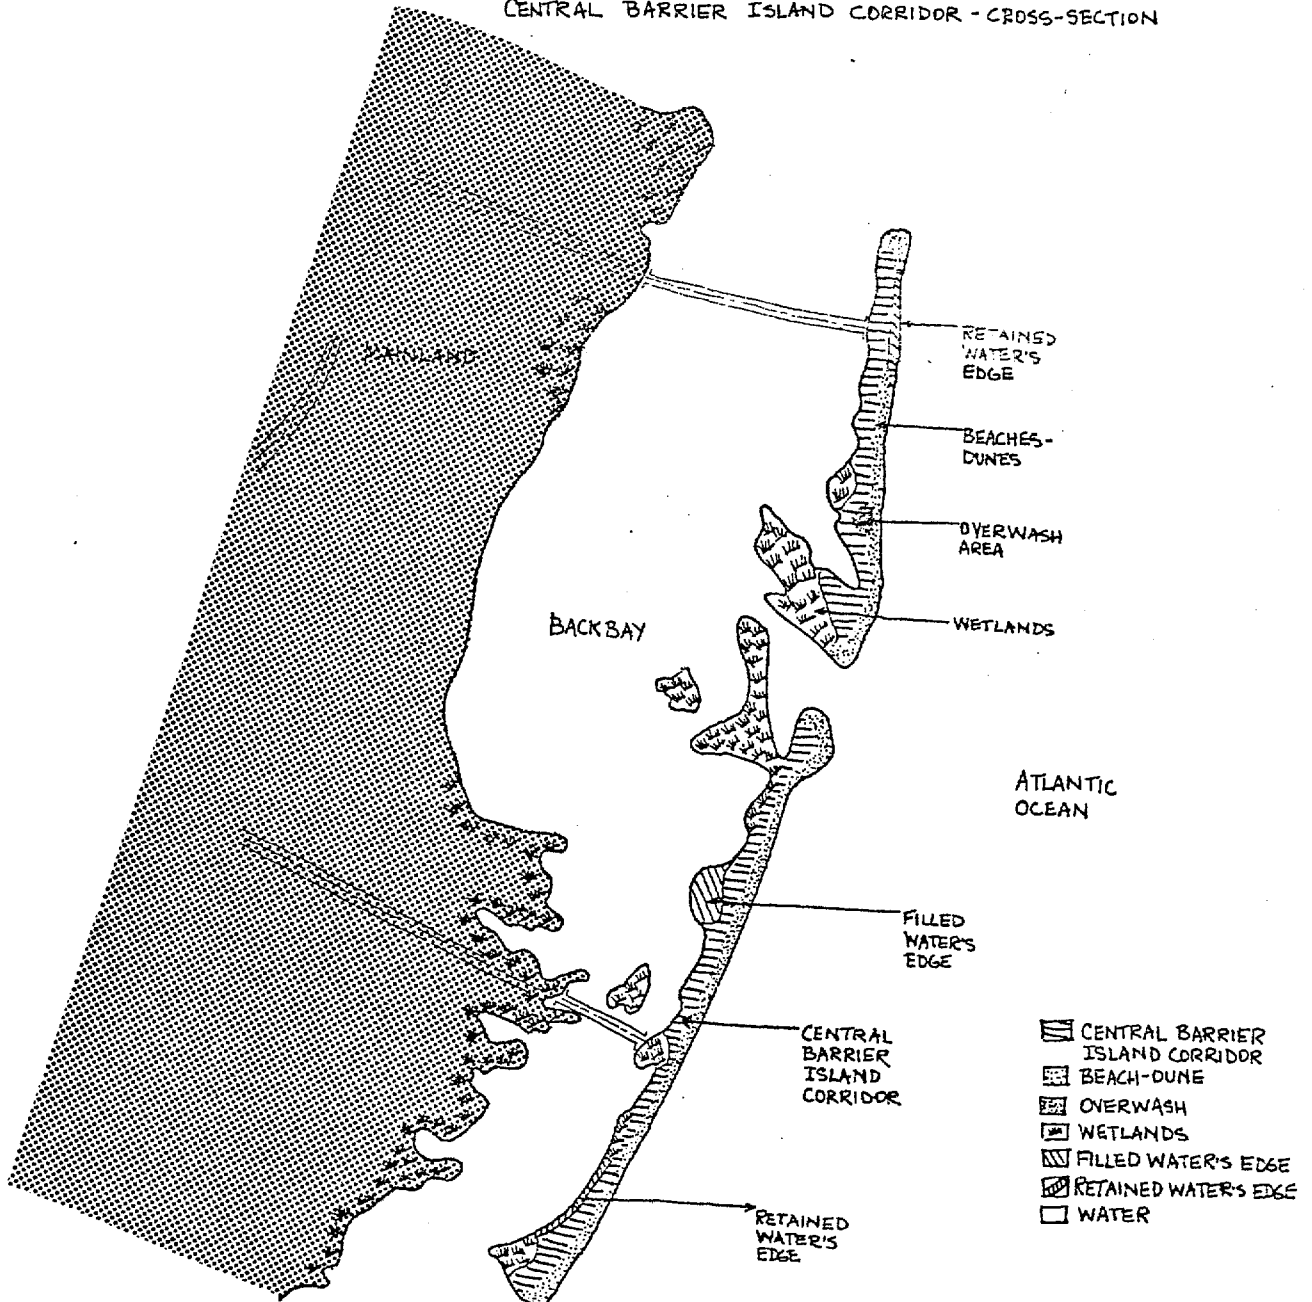 CENTRAL BARRIER ISLAND CORRIDOR - CROSS-SECTION
MAINLAND
RETAINED
WATER'S
EDGE
BEACHES-
DUNES
OVERWASH
AREA
WETLANDS
BACKBAY
ATLANTIC
OCEAN
FILLED
WATER'S
EDGE
CENTRAL
BARRIER
ISLAND
CORRIDOR
RETAINED
WATER'S
EDGE
CENTRAL BARRIER
ISLAND CORRIDOR
BEACH-DUNE
OVERWASH
WETLANDS
FILLED WATER'S EDGE
RETAINED WATER'S EDGE
WATER